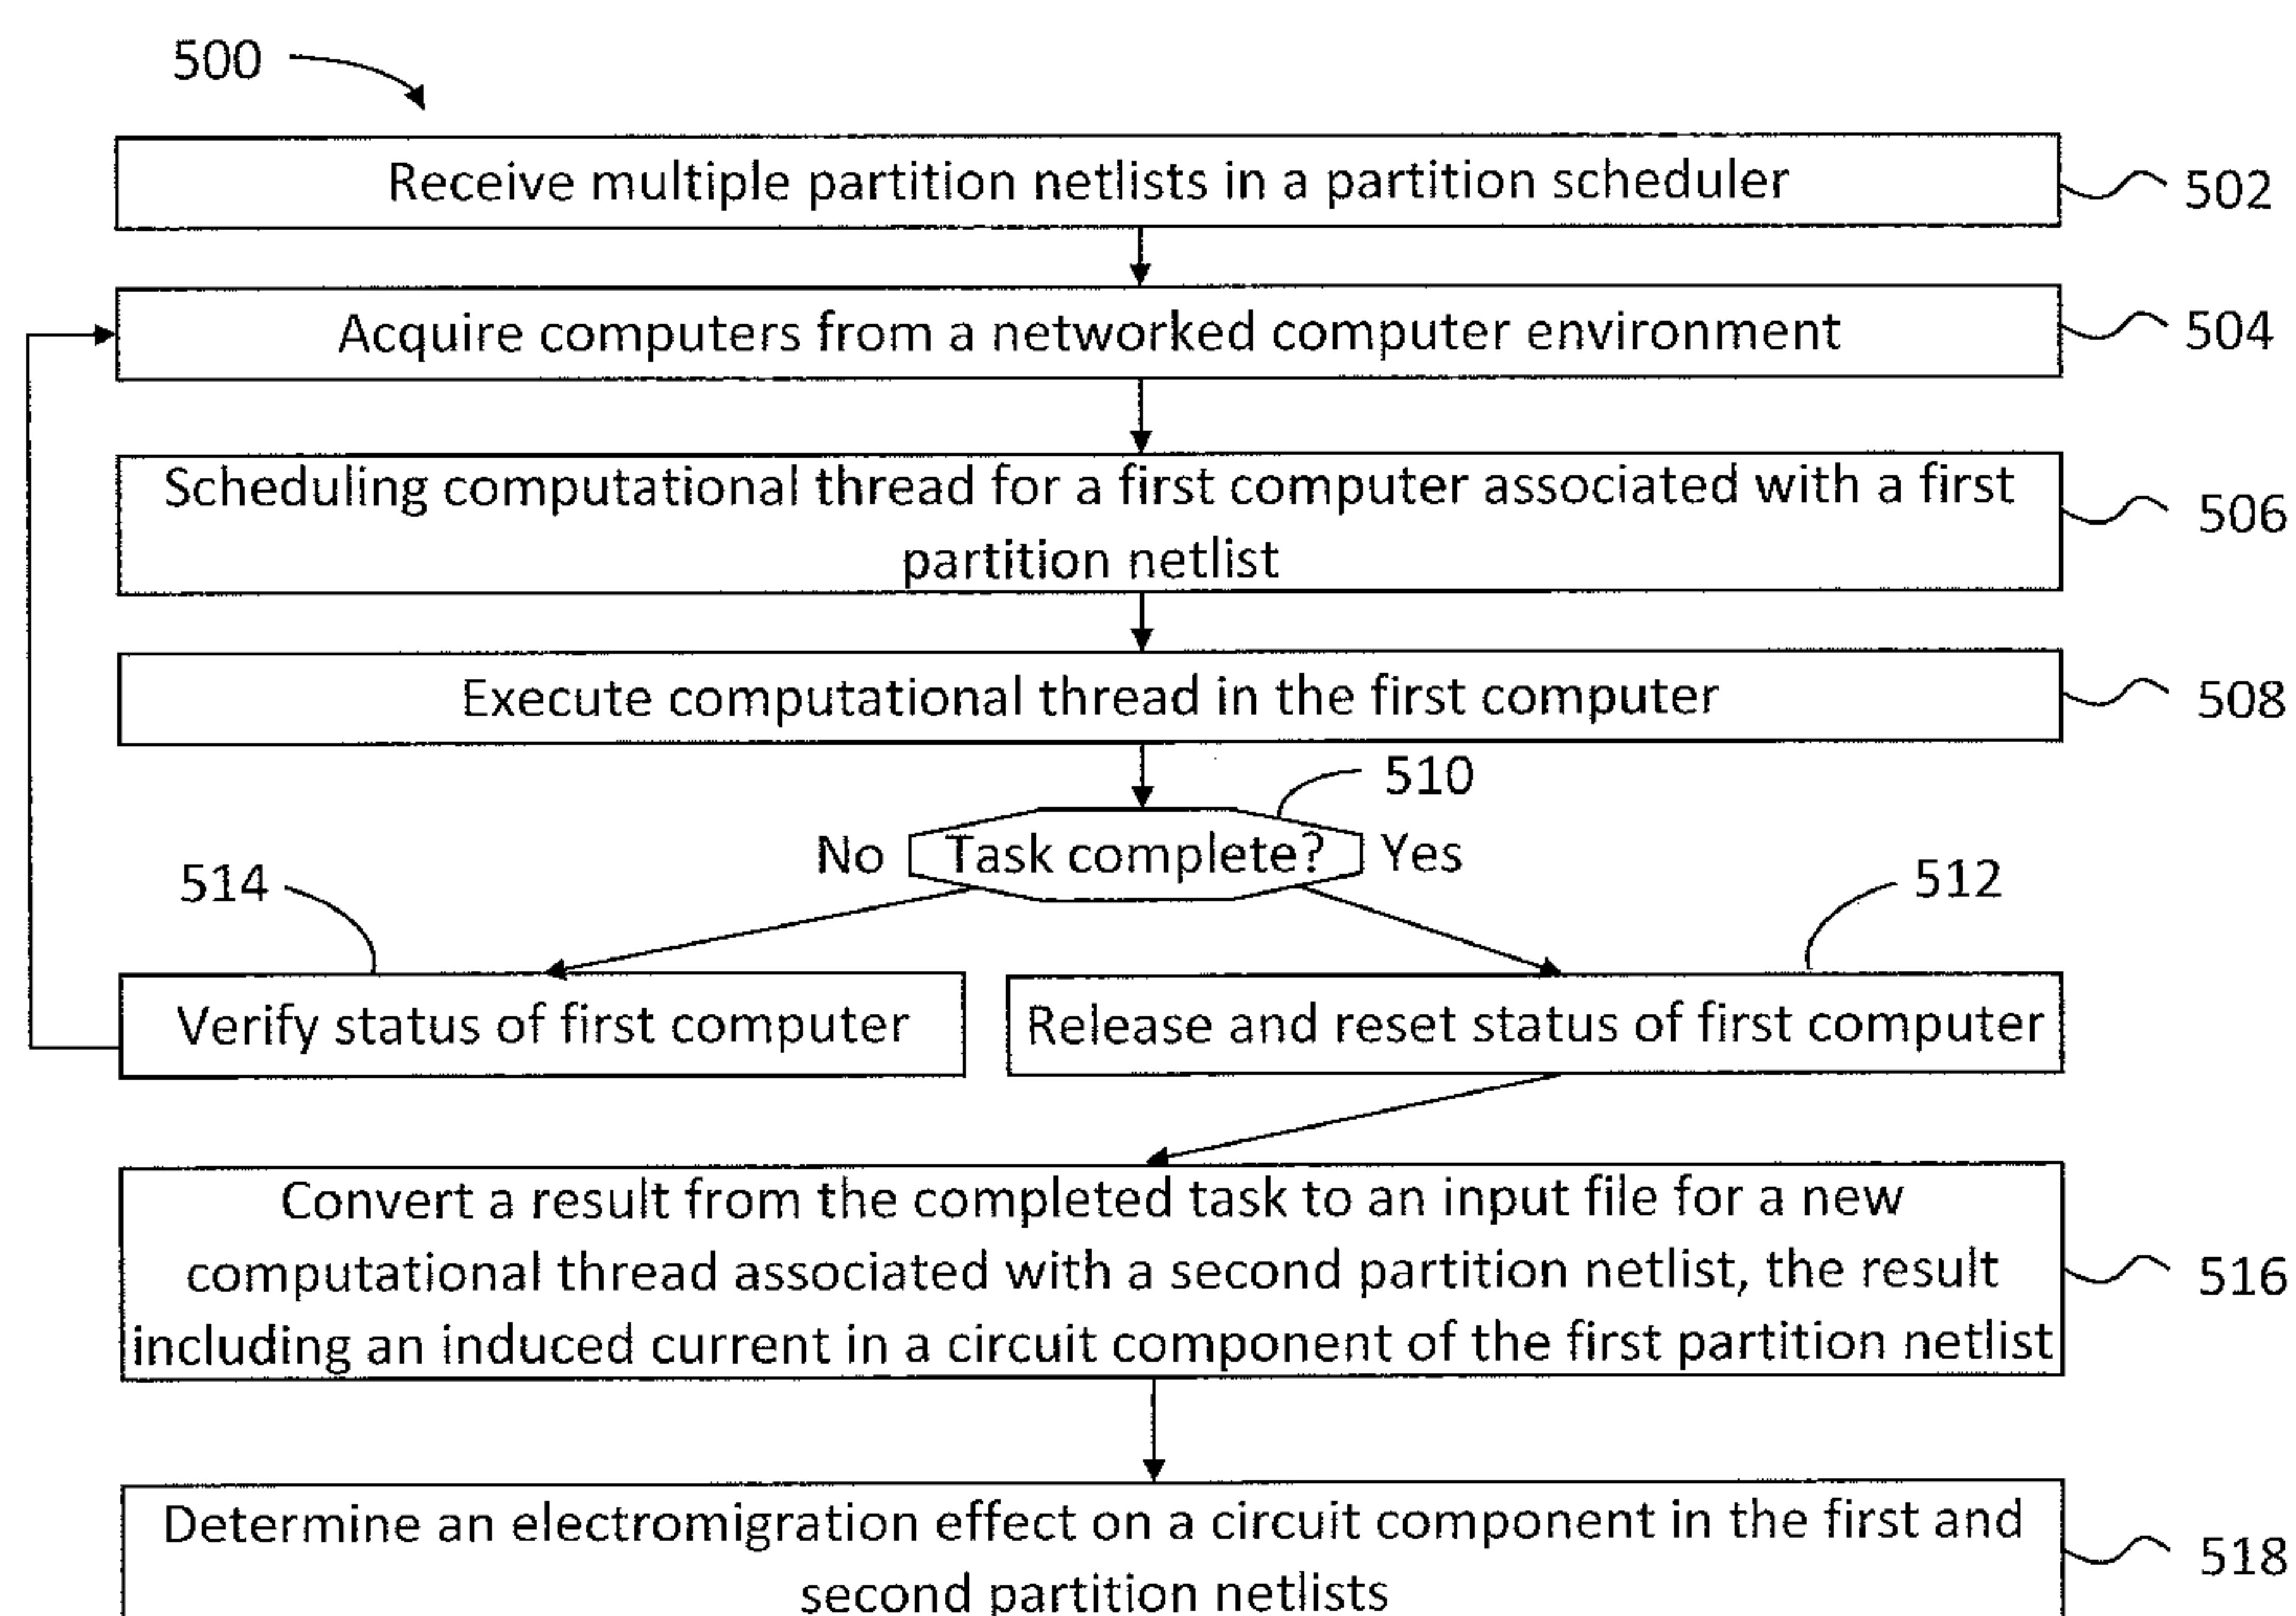 500
Receive multiple partition netlists in a partition scheduler
502
Acquire computers from a networked computer environment
504
Scheduling computational thread for a first computer associated with a first
partition netlist
506
Execute computational thread in the first computer
508
510
No
Task complete?
Yes
514
512
Verify status of first computer
Release and reset status of first computer
Convert a result from the completed task to an input file for a new
computational thread associated with a second partition netlist, the result
including an induced current in a circuit component of the first partition netlist
516
Determine an electromigration effect on a circuit component in the first and
second partition netlists
518